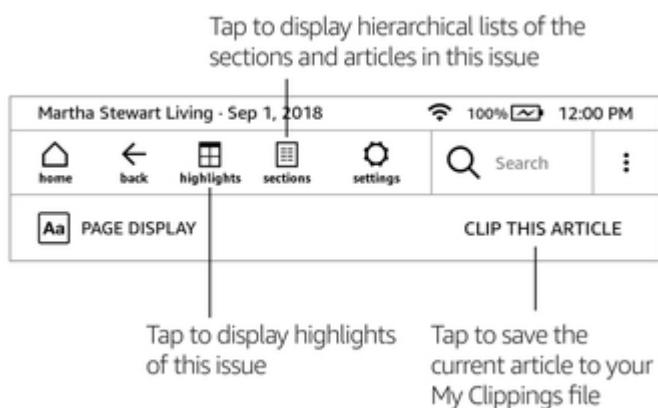 Tap to display hierarchical lists of the
sections and articles in this issue
Martha Stewart Living - Sep 1, 2018 100% 12:00 PM
home back highlights sections settings Search
Aa PAGE DISPLAY CLIP THIS ARTICLE
Tap to display highlights
of this issue
Tap to save the
current article to your
My Clippings file